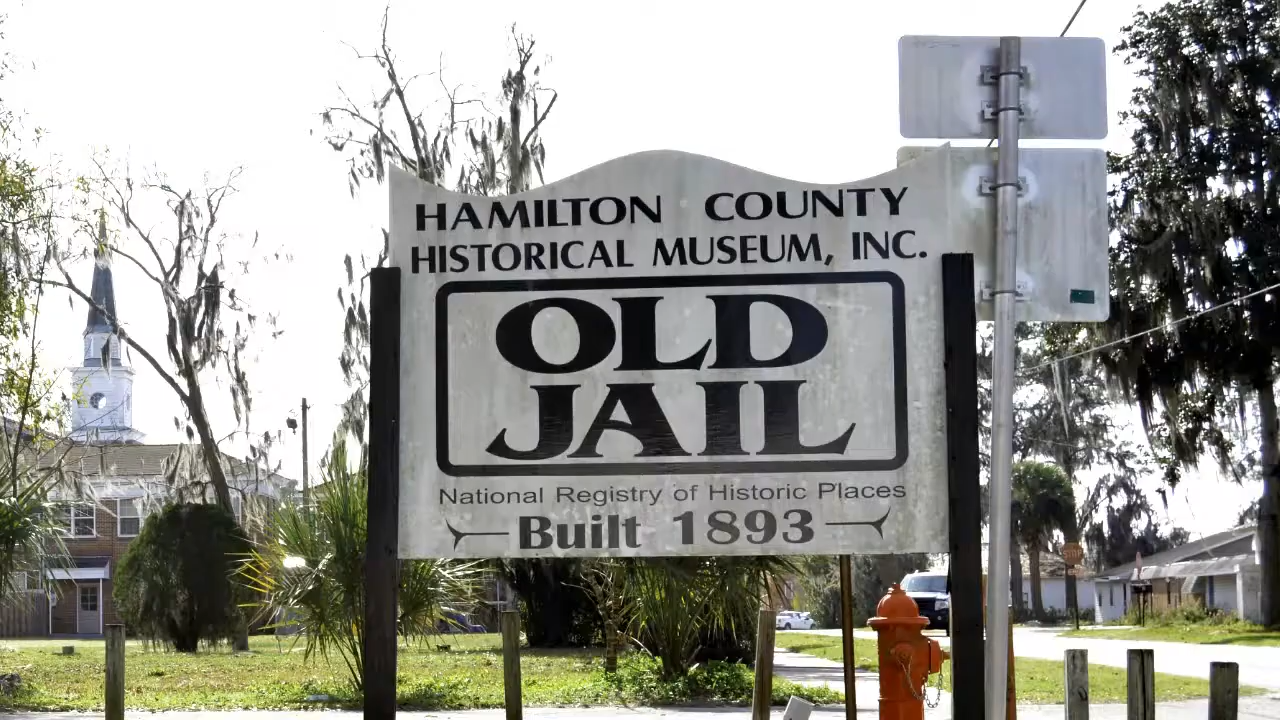 HAMILTON COUNTY
HISTORICAL MUSEUM, INC.
OLD
JAIL
National Registry of Historic Places
Built 1893